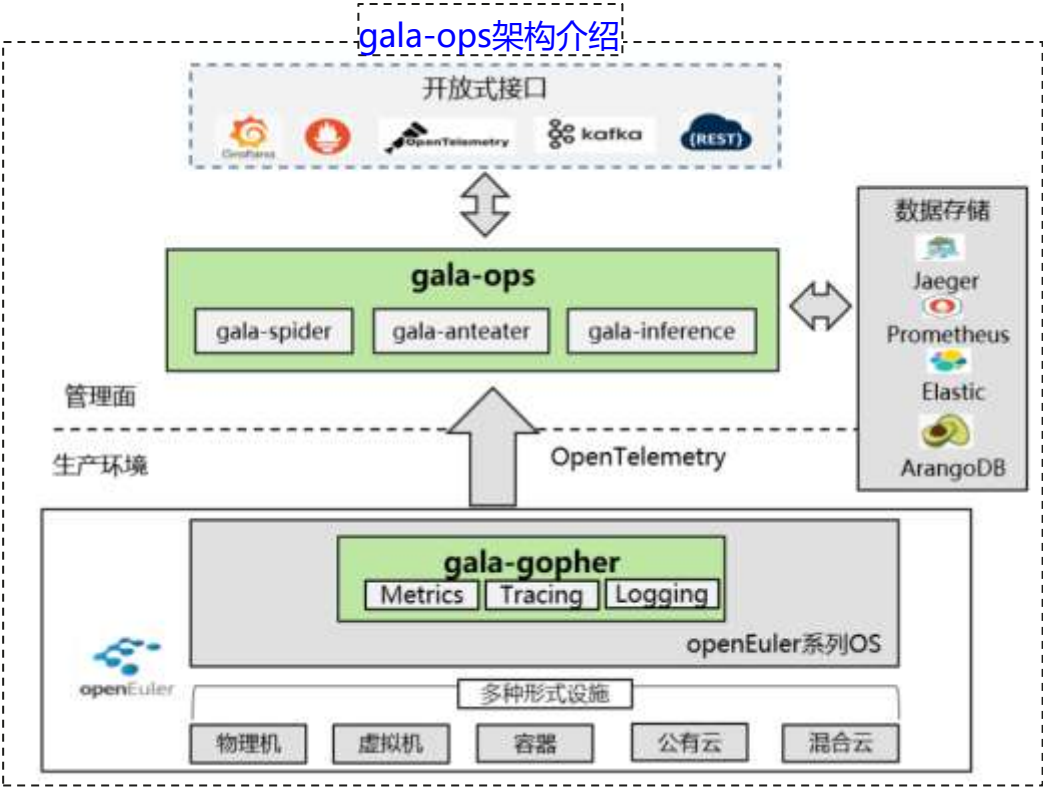 gala-ops架构介绍
开放式接口
Grafana
OpenTelemetry
kafka
{REST}
gala-ops
gala-spider
gala-anteater
gala-inference
数据存储
Jaeger
Prometheus
Elastic
ArangoDB
管理面
生产环境
OpenTelemetry
gala-gopher
Metrics
Tracing
Logging
openEuler系列OS
openEuler
多种形式设施
物理机
虚拟机
容器
公有云
混合云